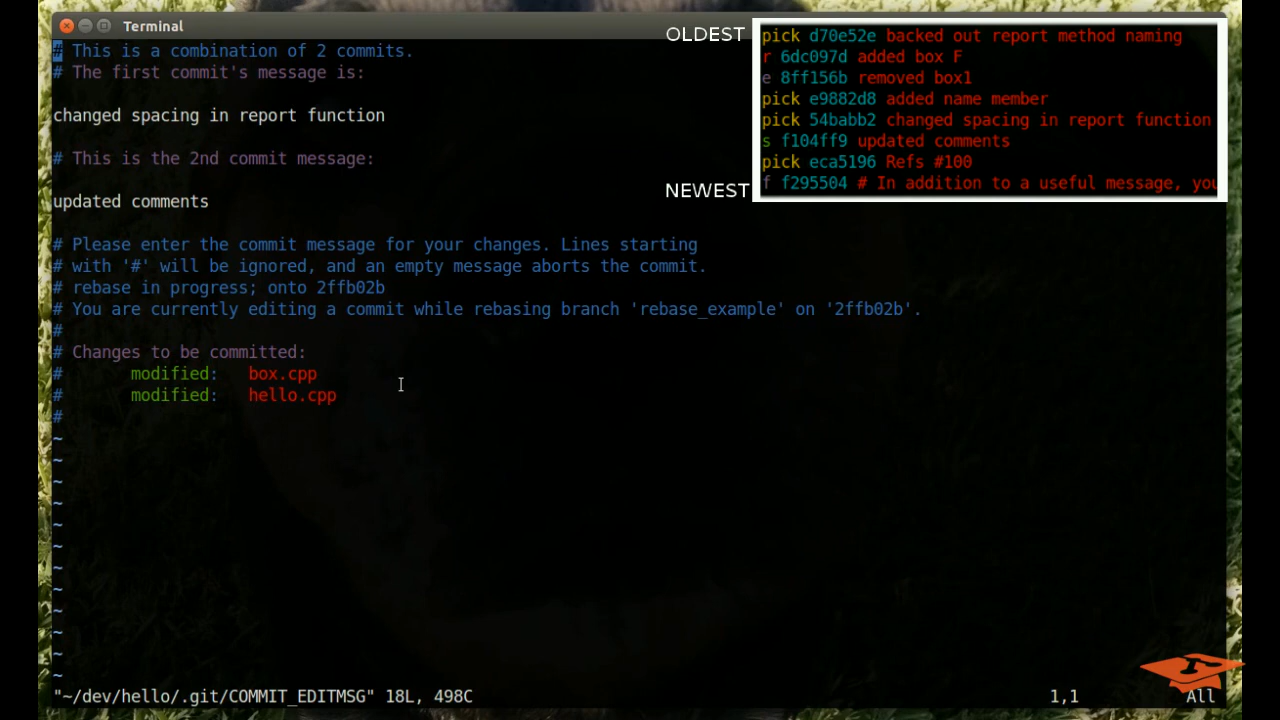 Terminal
# This is a combination of 2 commits.
# The first commit's message is:
changed spacing in report function
# This is the 2nd commit message:
updated comments
# Please enter the commit message for your changes. Lines starting
# with '#' will be ignored, and an empty message aborts the commit.
# rebase in progress; onto 2ffb02b
# You are currently editing a commit while rebasing branch 'rebase_example' on '2ffb02b'.
#
# Changes to be committed:
#       modified:   box.cpp
#       modified:   hello.cpp
#
~
~
~
~
~
~
~
~
~
~
~
~
"~/dev/hello/.git/COMMIT_EDITMSG" 18L, 498C
1,1
All
OLDEST
pick d70e52e backed out report method naming
r 6dc097d added box F
e 8ff156b removed box1
pick e9882d8 added name member
pick 54babb2 changed spacing in report function
s f104ff9 updated comments
pick eca5196 Refs #100
NEWEST
f f295504 # In addition to a useful message, you